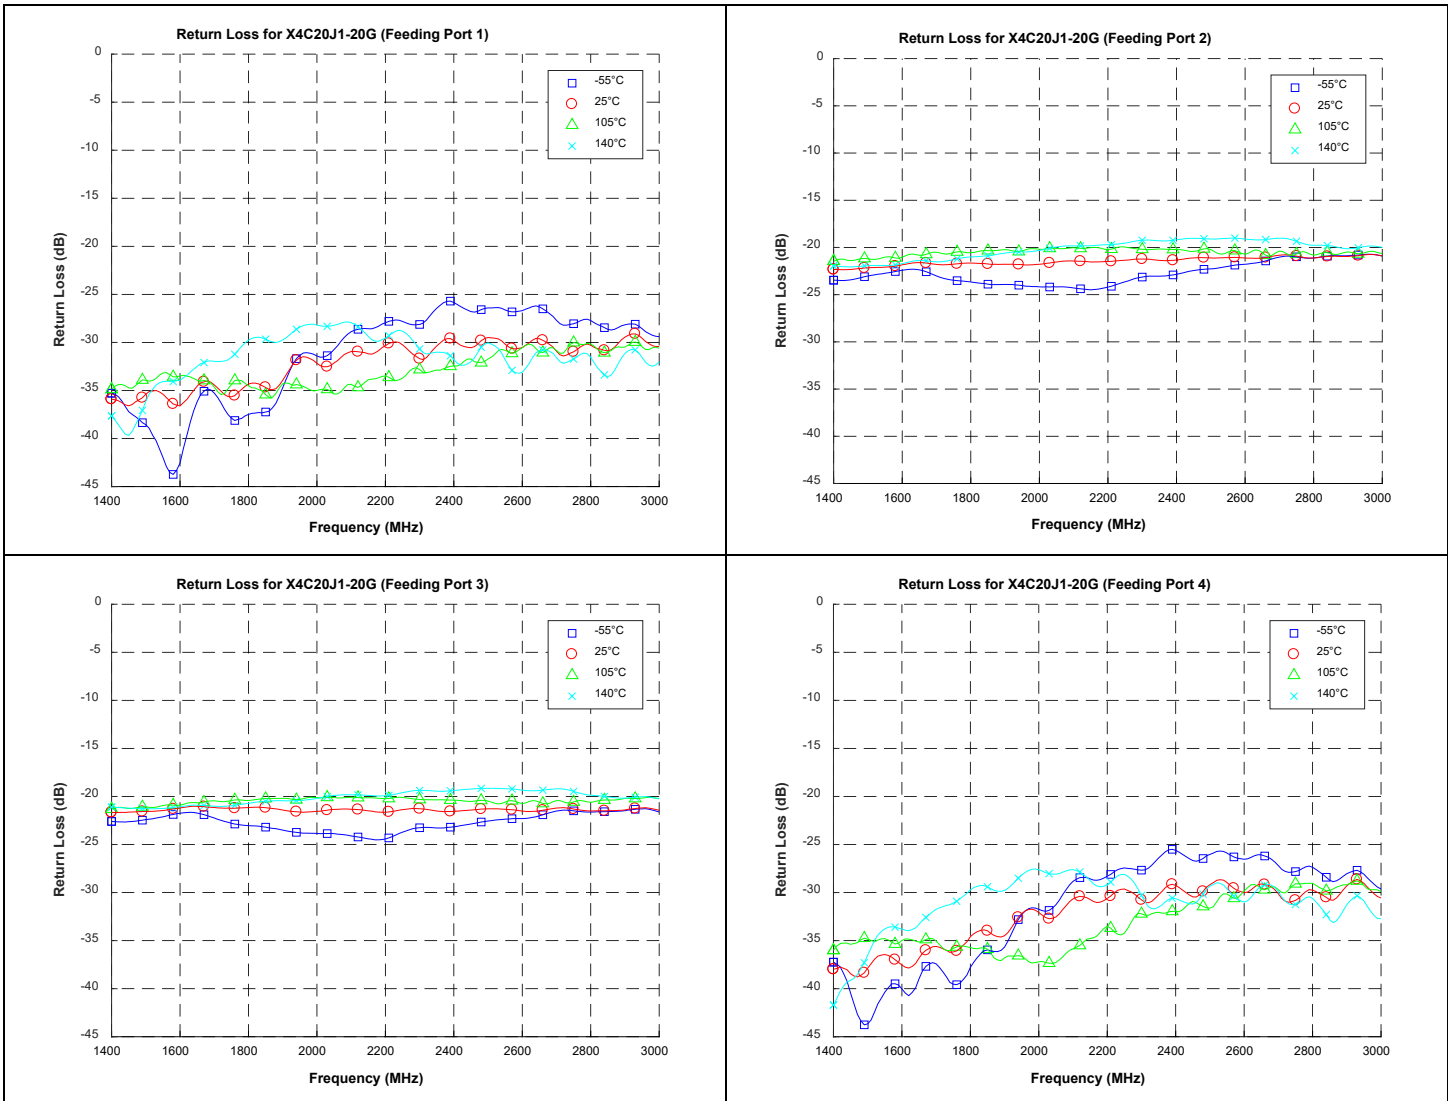 Return Loss for X4C20J1-20G (Feeding Port 1)
0
-5
-10
-15
-20
-25
-30
-35
-40
-45
1400 1600 1800 2000 2200 2400 2600 2800 3000
Return Loss (dB)
Frequency (MHz)
-55°C
25°C
105°C
140°C
Return Loss for X4C20J1-20G (Feeding Port 2)
0
-5
-10
-15
-20
-25
-30
-35
-40
-45
1400 1600 1800 2000 2200 2400 2600 2800 3000
Return Loss (dB)
Frequency (MHz)
-55°C
25°C
105°C
140°C
Return Loss for X4C20J1-20G (Feeding Port 3)
0
-5
-10
-15
-20
-25
-30
-35
-40
-45
1400 1600 1800 2000 2200 2400 2600 2800 3000
Return Loss (dB)
Frequency (MHz)
-55°C
25°C
105°C
140°C
Return Loss for X4C20J1-20G (Feeding Port 4)
0
-5
-10
-15
-20
-25
-30
-35
-40
-45
1400 1600 1800 2000 2200 2400 2600 2800 3000
Return Loss (dB)
Frequency (MHz)
-55°C
25°C
105°C
140°C